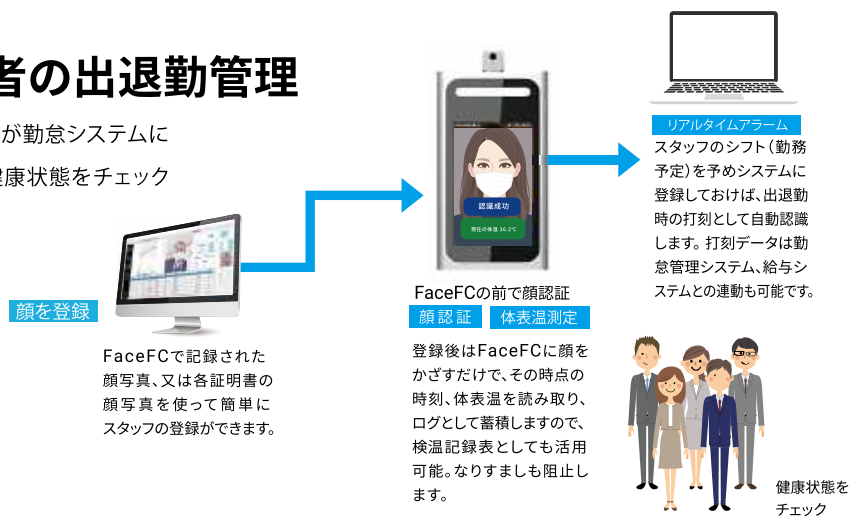 者の出退勤管理
が勤怠システムに
健康状態をチェック
顔を登録
FaceFCで記録された
顔写真、又は各証明書の
顔写真を使って簡単に
スタッフの登録ができます。
認識成功
現在の体温 36.2℃
FaceFCの前で顔認証
顔認証 体表温測定
登録後はFaceFCに顔を
かざすだけで、その時点の
時刻、体表温を読み取り、
ログとして蓄積しますので、
検温記録表としても活用
可能。なりすましも阻止し
ます。
リアルタイムアラーム
スタッフのシフト(勤務
予定)を予めシステムに
登録しておけば、出退勤
時の打刻として自動認識
します。打刻データは勤
怠管理システム、給与シ
ステムとの連動も可能です。
健康状態を
チェック